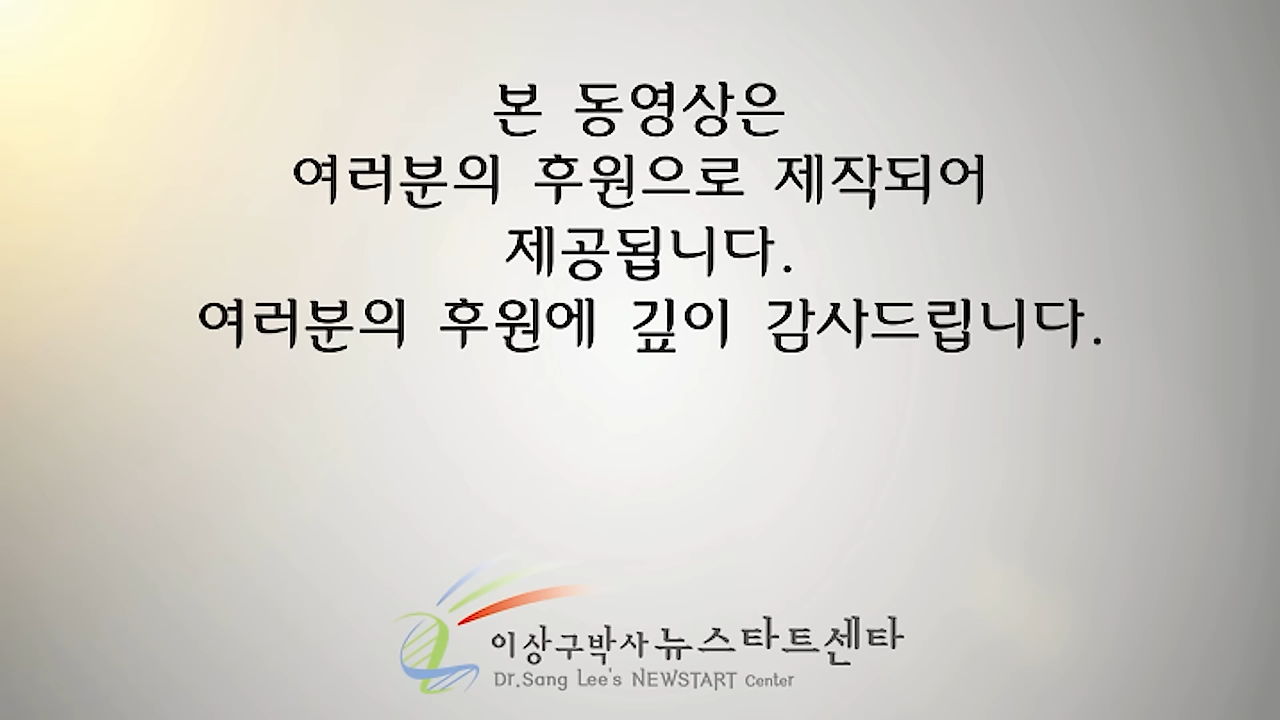 본 동영상은
여러분의 후원으로 제작되어
제공됩니다.
여러분의 후원에 깊이 감사드립니다.
이상구박사 뉴스타트센타
Dr.Sang Lee's NEWSTART Center